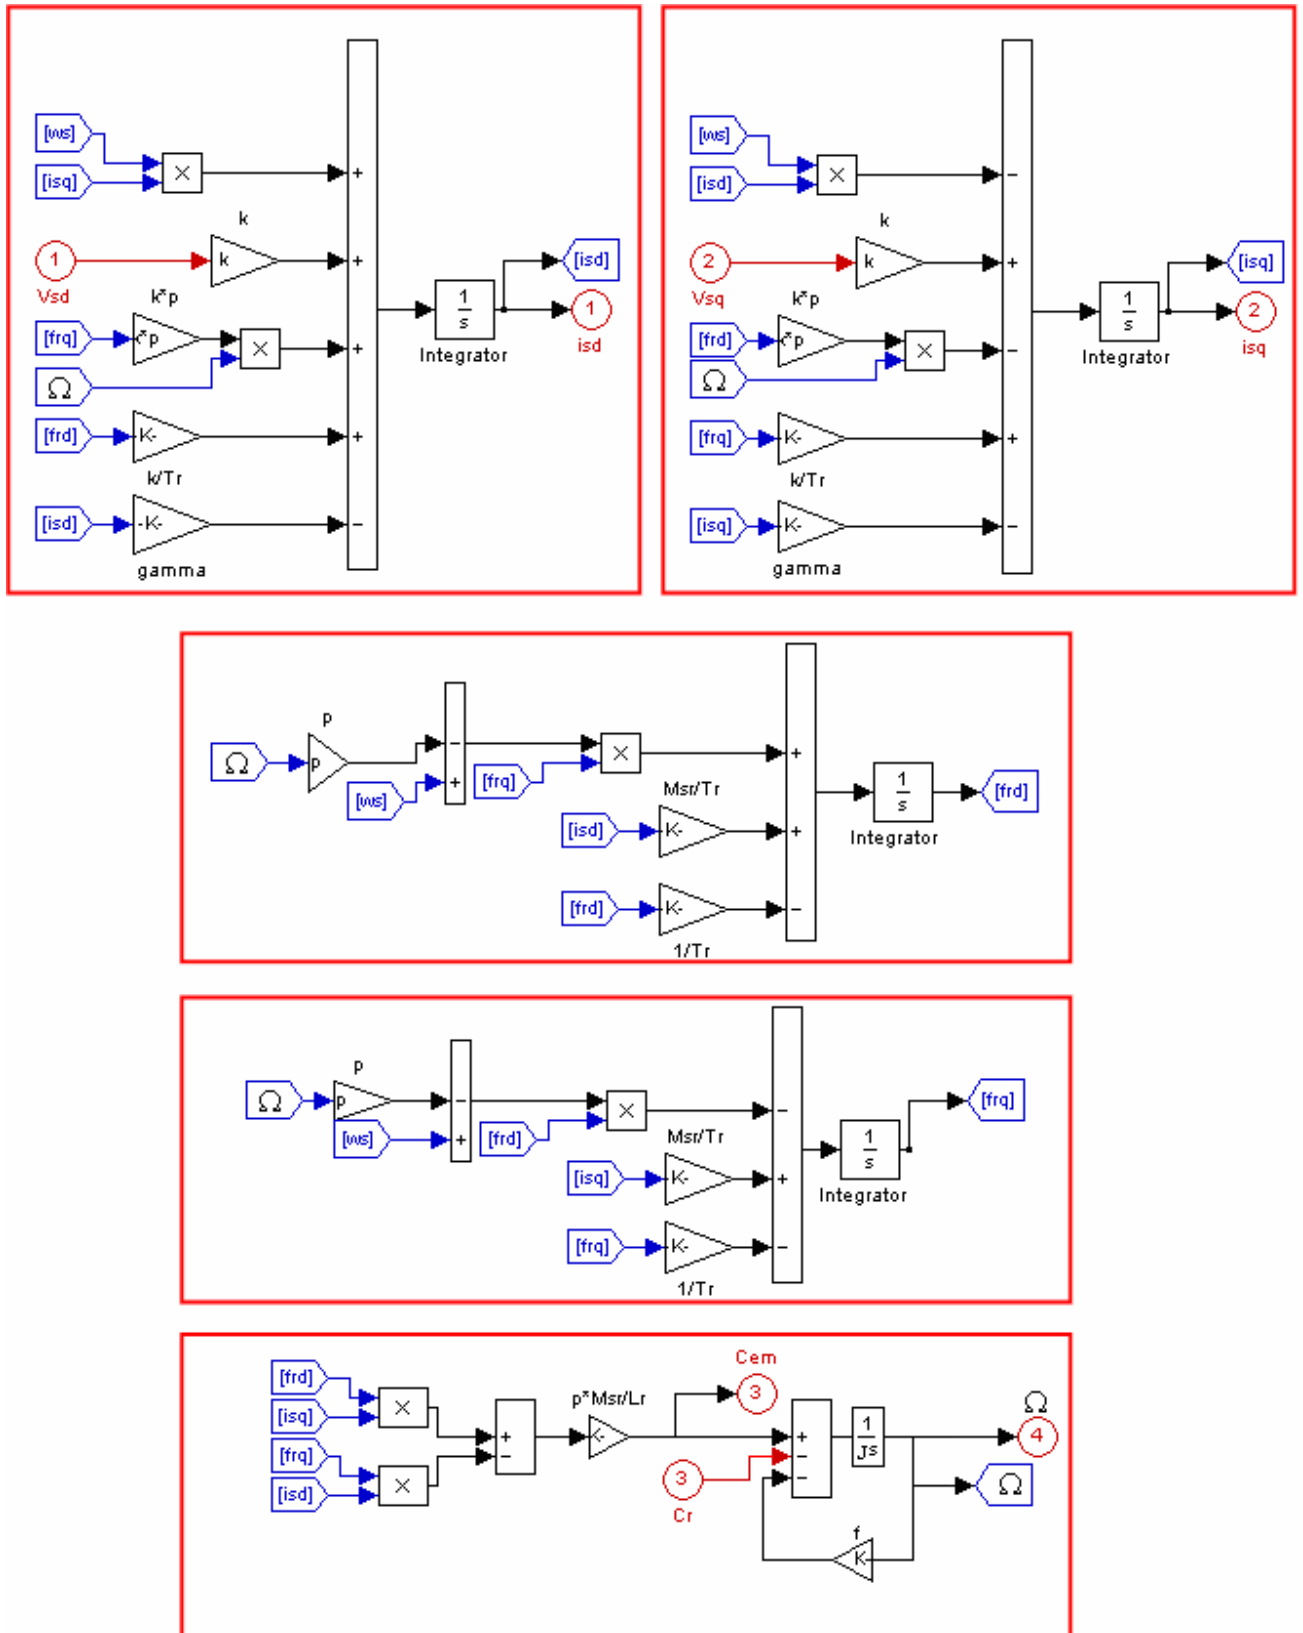 [ws]
[isq]
×
+
k
1
k
+
[isd]
Vsd
k*p
1
s
1
[frq]
*p
×
+
Integrator
isd
Ω
[frd]
K-
+
k/Tr
[isd]
-K-
-
gamma
[ws]
[isd]
×
-
k
2
k
+
[isq]
Vsq
k*p
1
s
2
[frd]
*p
×
-
Integrator
isq
Ω
[frq]
K-
+
k/Tr
[isq]
K-
-
gamma
p
Ω
p
-
×
+
[ws]
+
[frq]
Msr/Tr
1
s
[frd]
[isd]
K-
+
Integrator
[frd]
K-
-
1/Tr
p
Ω
p
-
×
-
[frq]
[ws]
+
[frd]
Msr/Tr
1
s
[isq]
K-
+
Integrator
[frq]
K-
-
1/Tr
[frd]
Cem
3
×
p*Msr/Lr
Ω
[isq]
+
-
K-
+
-
-
1
Js
4
[frq]
×
3
Ω
[isd]
Cr
f
K